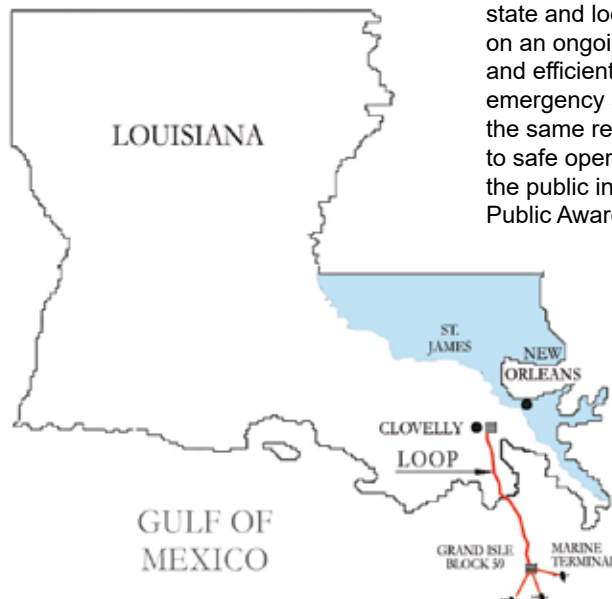 state and loc
on an ongoi
and efficient
emergency
the same re
to safe oper
the public in
Public Awar
LOUISIANA
ST.
JAMES
NEW
ORLEANS
CLOVELLY
LOOP
GULF OF
MEXICO
GRAND ISLE
BLOCK 59
MARINE
TERMINAL